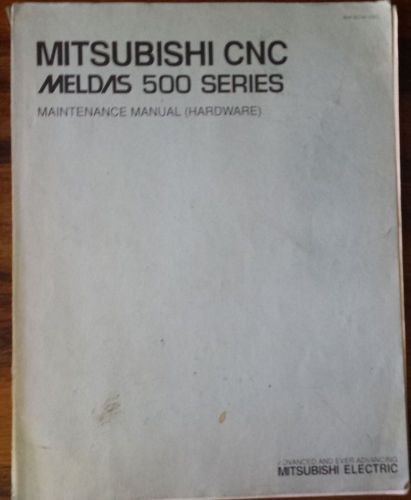 MITSUBISHI CNC
MELDAS 500 SERIES
MAINTENANCE MANUAL (HARDWARE)
ADVANCED AND EVER ADVANCING
MITSUBISHI ELECTRIC